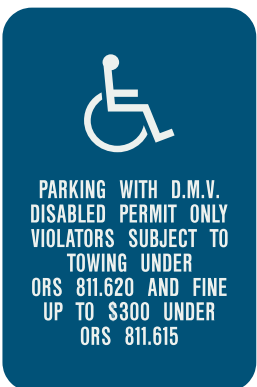 PARKING WITH D.M.V.
DISABLED PERMIT ONLY
VIOLATORS SUBJECT TO
TOWING UNDER
ORS 811.620 AND FINE
UP TO $300 UNDER
ORS 811.615